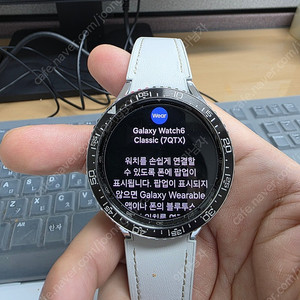 Wear
Galaxy Watch6
Classic (7QTX)
워치를 손쉽게 연결할
수 있도록 폰에 팝업이
표시됩니다. 팝업이 표시되지
않으면 Galaxy Wearable
앱이나 폰의 블루투스